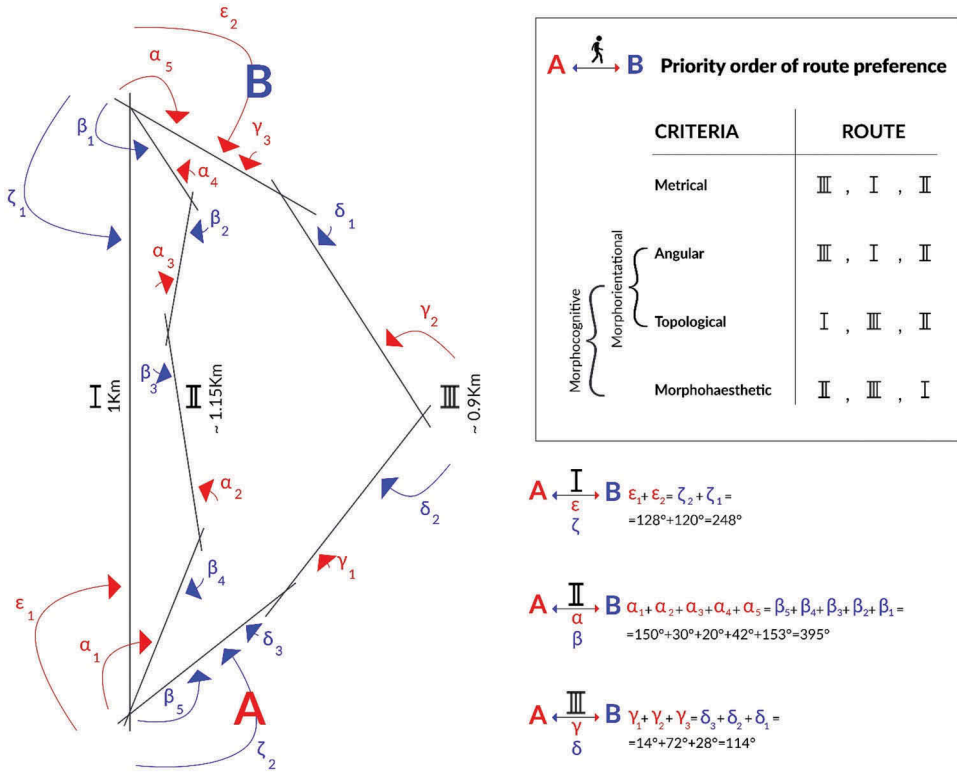 ε₂
α₅
B
γ₃
β₁
α₄
ζ₁
β₂
δ₁
α₃
γ₂
β₃
I
1Km
II
~ 1.15Km
III
~ 0.9Km
α₂
δ₂
ε₁
β₄
γ₁
α₁
δ₃
β₅
A
ζ₂
A B Priority order of route preference
CRITERIA ROUTE
Metrical III , I , II
Angular III , I , II
Topological I , III , II
Morphohaesthetic II , III , I
Morphocognitive
Morphorientational
I
A B ε₁+ ε₂= ζ₂+ ζ₁=
ε
ζ
=128°+120°=248°
II
A B α₁+ α₂+ α₃+ α₄+ α₅= β₅+ β₄+ β₃+ β₂+ β₁=
α
β
=150°+30°+20°+42°+153°=395°
III
A B γ₁+ γ₂+ γ₃= δ₃+ δ₂+ δ₁=
γ
δ
=14°+72°+28°=114°